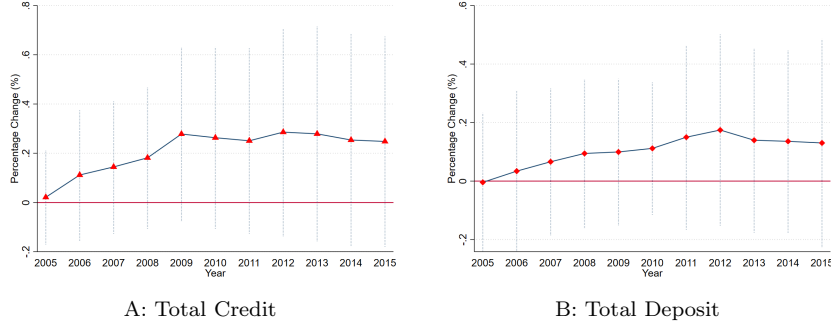 Percentage Change (%)
.8
.6
.4
.2
0
-.2
2005 2006 2007 2008 2009 2010 2011 2012 2013 2014 2015
Year
A: Total Credit
Percentage Change (%)
.6
.4
.2
0
-.2
2005 2006 2007 2008 2009 2010 2011 2012 2013 2014 2015
Year
B: Total Deposit